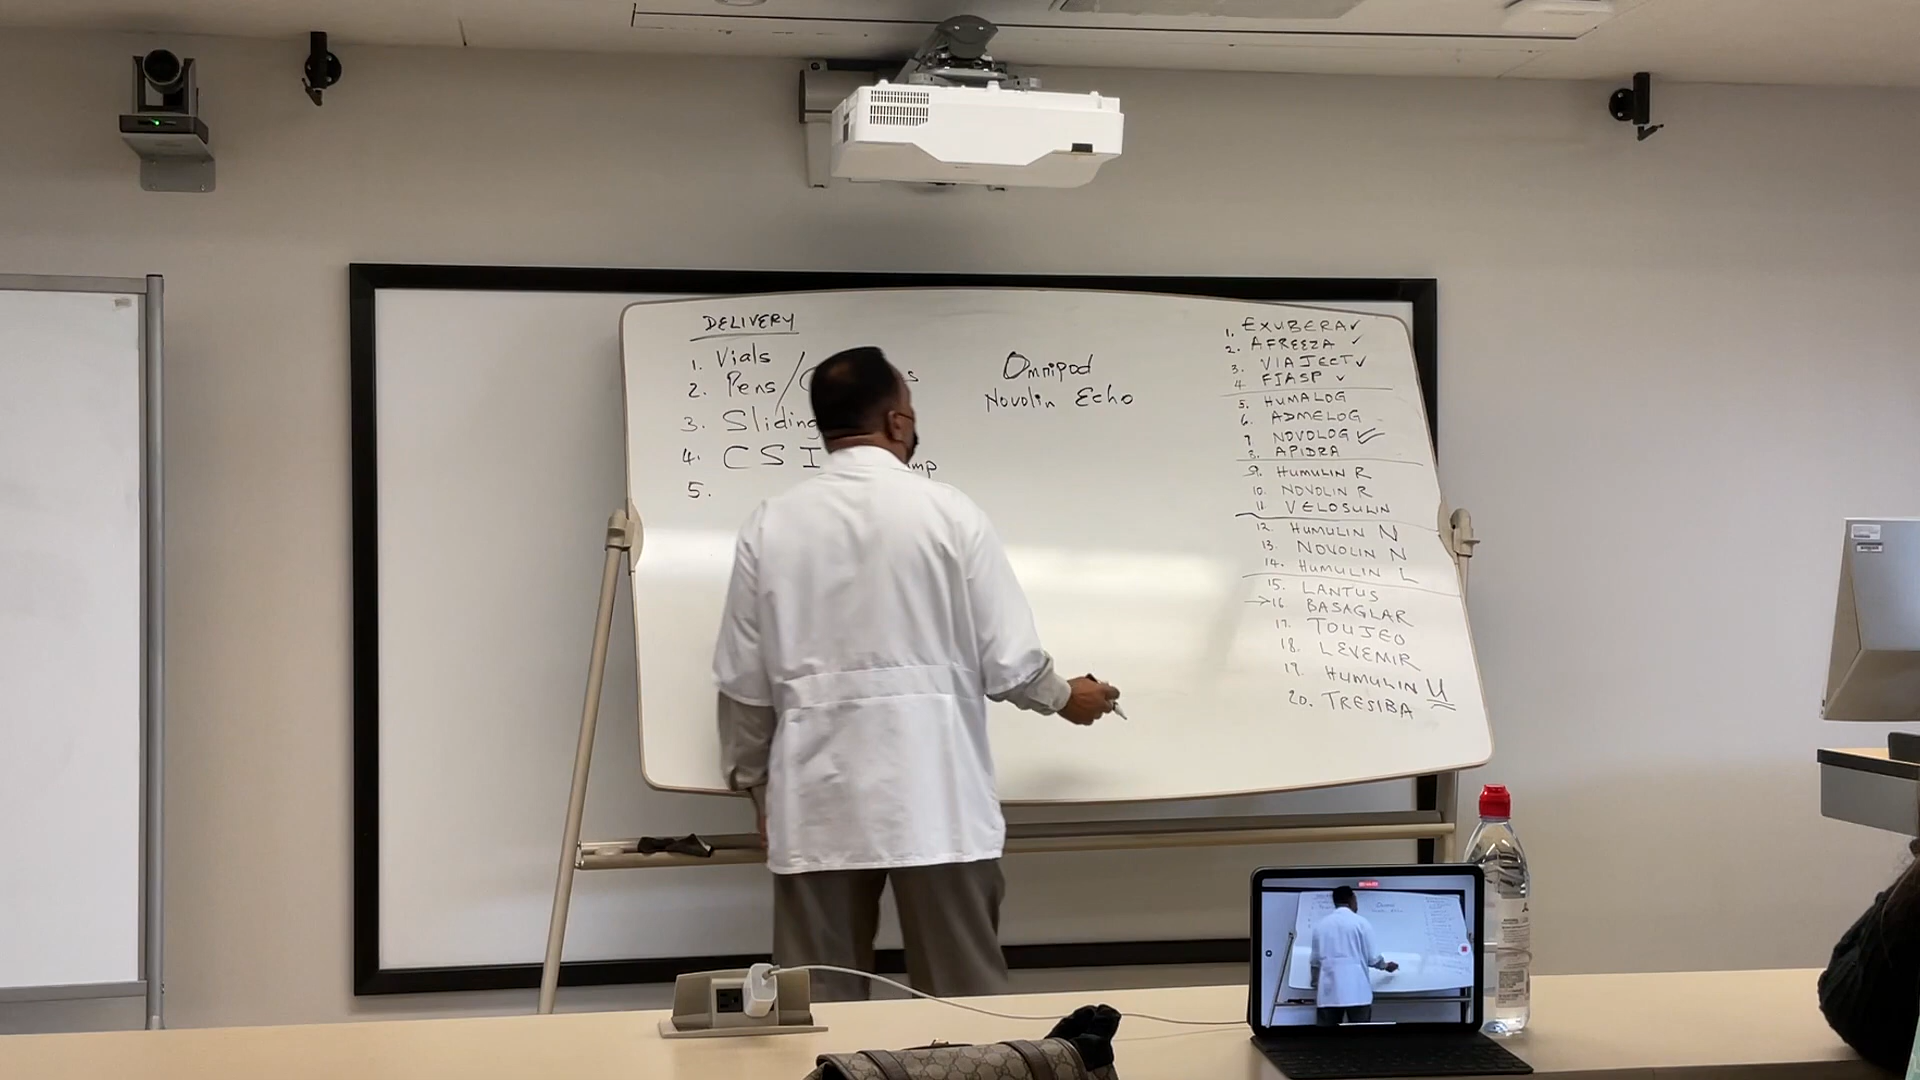 DELIVERY
1. Vials
2. Pens/
3. Sliding
4. CSI
5.
Omnipod
Novolin Echo
1. EXUBERA ✓
2. AFREEZA ✓
3. VIAJECT ✓
4 FIASP ✓
5. HUMALOG
6. ADMELOG
7 NOVOLOG ✓
8. APIDRA
9. HUMULIN R
10. NOVOLIN R
11. VELOSULIN
12. HUMULIN N
13. NOVOLIN N
14. HUMULIN L
15. LANTUS
→16 BASAGLAR
17. TOUJEO
18. LEVEMIR
19. HUMULIN U
20. TRESIBA